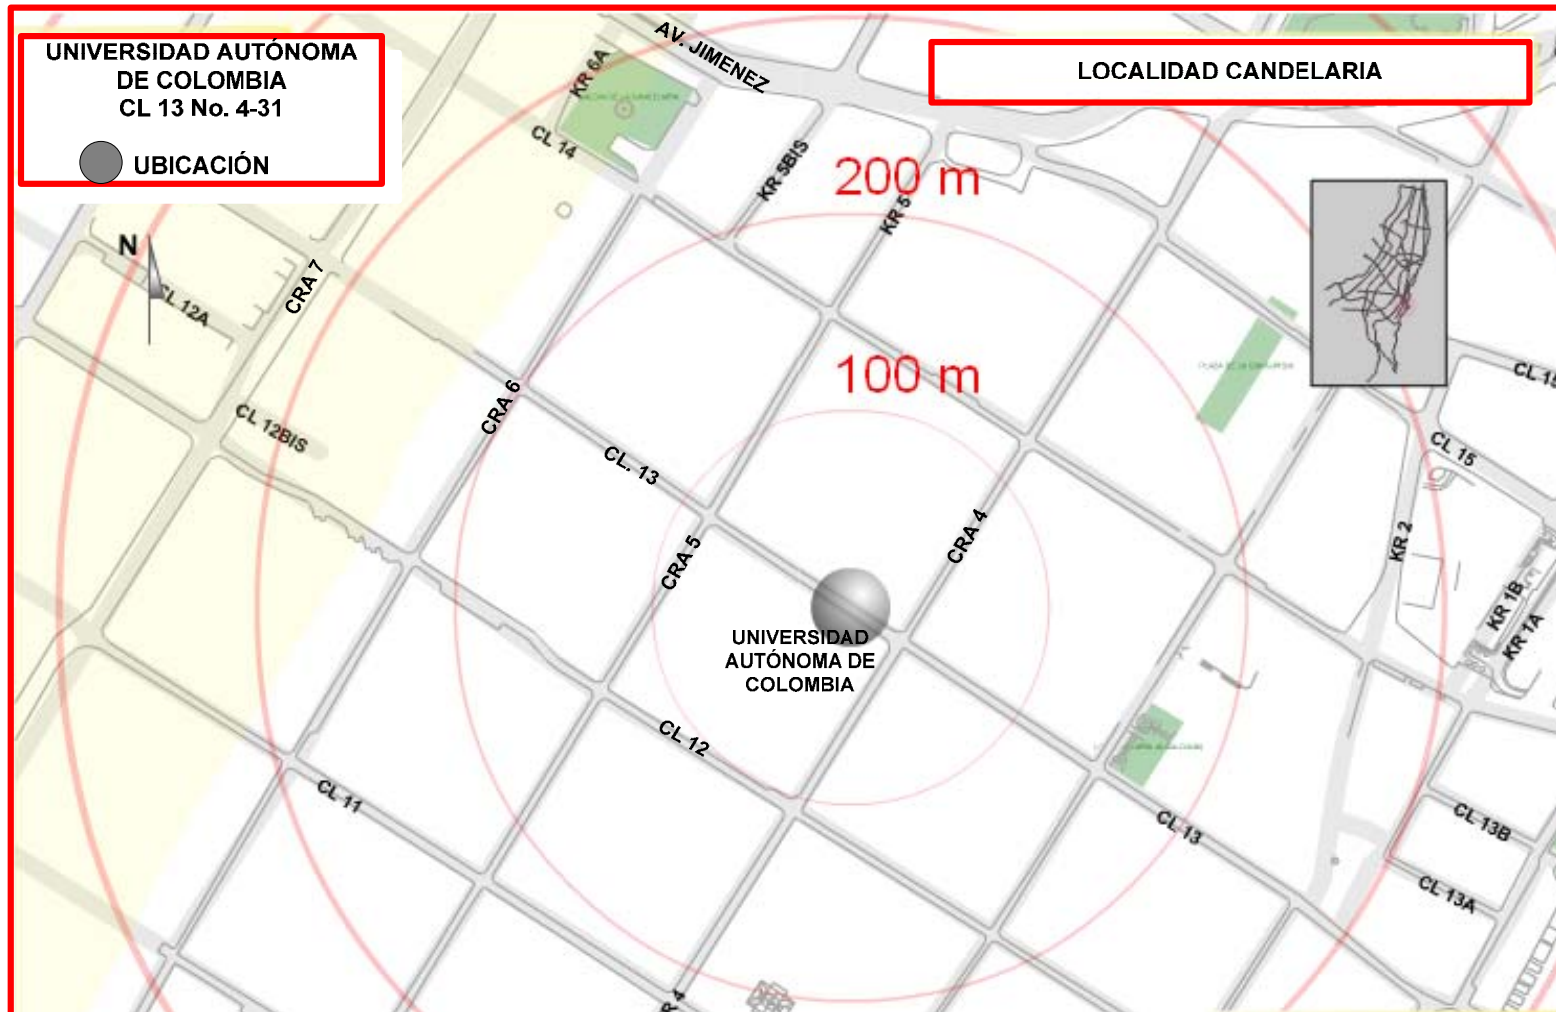 UNIVERSIDAD AUTÓNOMA
DE COLOMBIA
CL 13 No. 4-31
UBICACIÓN
LOCALIDAD CANDELARIA
AV. JIMENEZ
KR 6A
CL 14
KR 5BIS
200 m
KR 5
N
CL 12A
CRA 7
100 m
CL 15
CRA 6
CL 12BIS
CL. 13
CL 15
CRA 4
CRA 5
KR 2
KR 1B
KR 1A
UNIVERSIDAD
AUTÓNOMA DE
COLOMBIA
CL 12
CL 11
CL 13
CL 13B
CL 13A
R 4